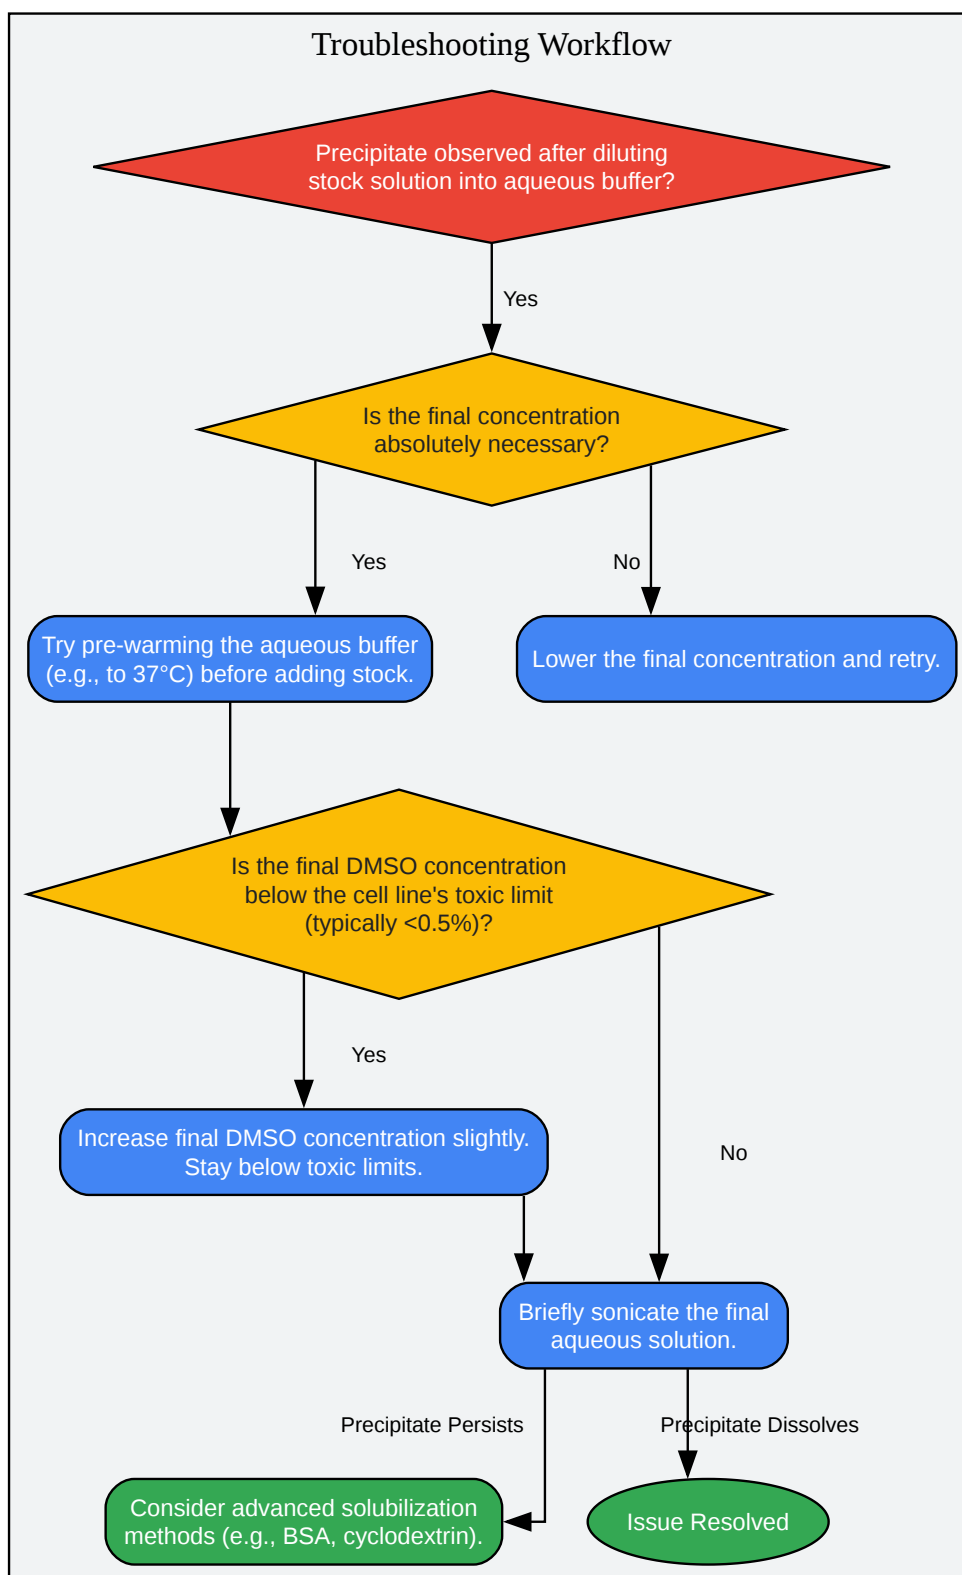 Troubleshooting Workflow
Precipitate observed after diluting
stock solution into aqueous buffer?
Yes
Is the final concentration
absolutely necessary?
Yes
No
Try pre-warming the aqueous buffer
(e.g., to 37°C) before adding stock.
Lower the final concentration and retry.
Is the final DMSO concentration
below the cell line's toxic limit
(typically <0.5%)?
Yes
Increase final DMSO concentration slightly.
Stay below toxic limits.
No
Briefly sonicate the final
aqueous solution.
Precipitate Persists
Precipitate Dissolves
Consider advanced solubilization
methods (e.g., BSA, cyclodextrin).
Issue Resolved